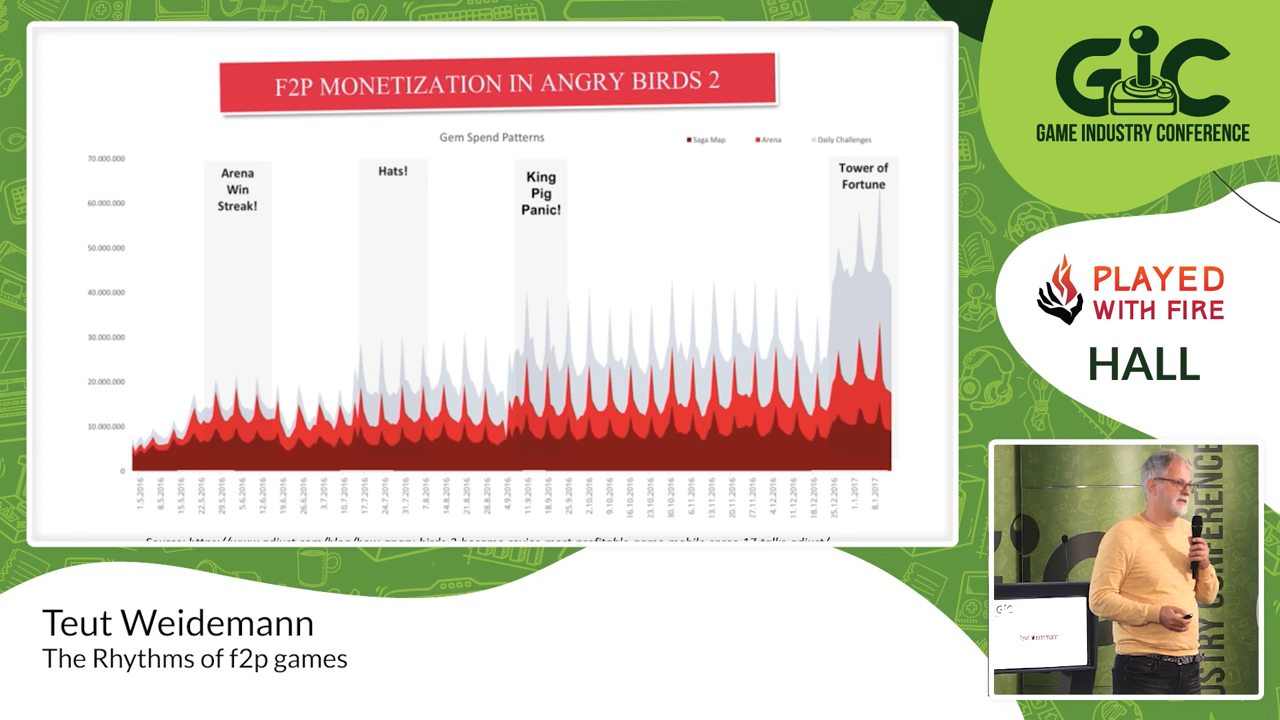 F2P MONETIZATION IN ANGRY BIRDS 2
Gem Spend Patterns
Saga Map
Arena
Daily Challenges
70.000.000
60.000.000
50.000.000
40.000.000
30.000.000
20.000.000
10.000.000
0
Arena
Win
Streak!
Hats!
King
Pig
Panic!
Tower of
Fortune
1.5.2016
8.5.2016
15.5.2016
22.5.2016
29.5.2016
5.6.2016
12.6.2016
19.6.2016
26.6.2016
3.7.2016
10.7.2016
17.7.2016
24.7.2016
31.7.2016
7.8.2016
14.8.2016
21.8.2016
28.8.2016
4.9.2016
11.9.2016
18.9.2016
25.9.2016
2.10.2016
9.10.2016
16.10.2016
23.10.2016
30.10.2016
6.11.2016
13.11.2016
20.11.2016
27.11.2016
4.12.2016
11.12.2016
18.12.2016
25.12.2016
1.1.2017
8.1.2017
GIC
GAME INDUSTRY CONFERENCE
PLAYED
WITH FIRE
HALL
GIC
Teut Weidemann
Teut Weidemann
The Rhythms of f2p games